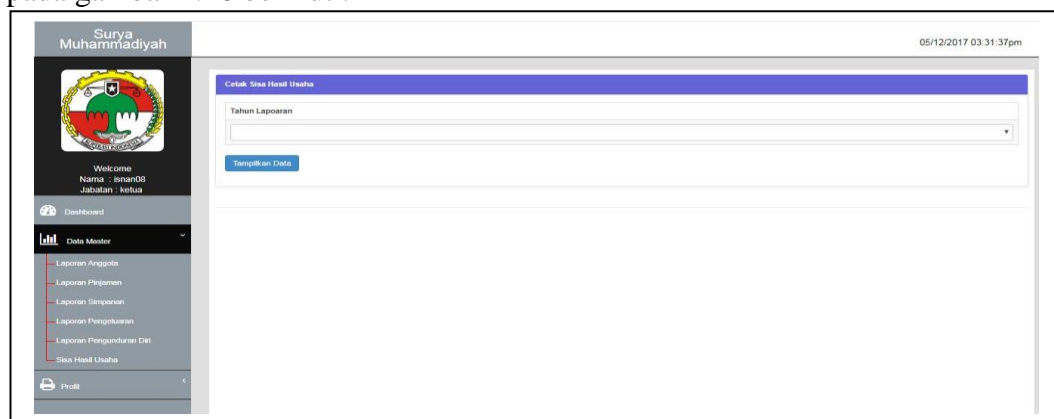 Surya
Muhammadiyah
05/12/2017 03:31:37pm
Cetak Sisa Hasil Usaha
Tahun Lapoaran
Tampilkan Data
KOPERASI INDONESIA
Welcome
Nama : isnan08
Jabatan : ketua
Dashboard
Data Master
Laporan Anggota
Laporan Pinjaman
Laporan Simpanan
Laporan Pengeluaran
Laporan Pengunduran Diri
Sisa Hasil Usaha
Profil